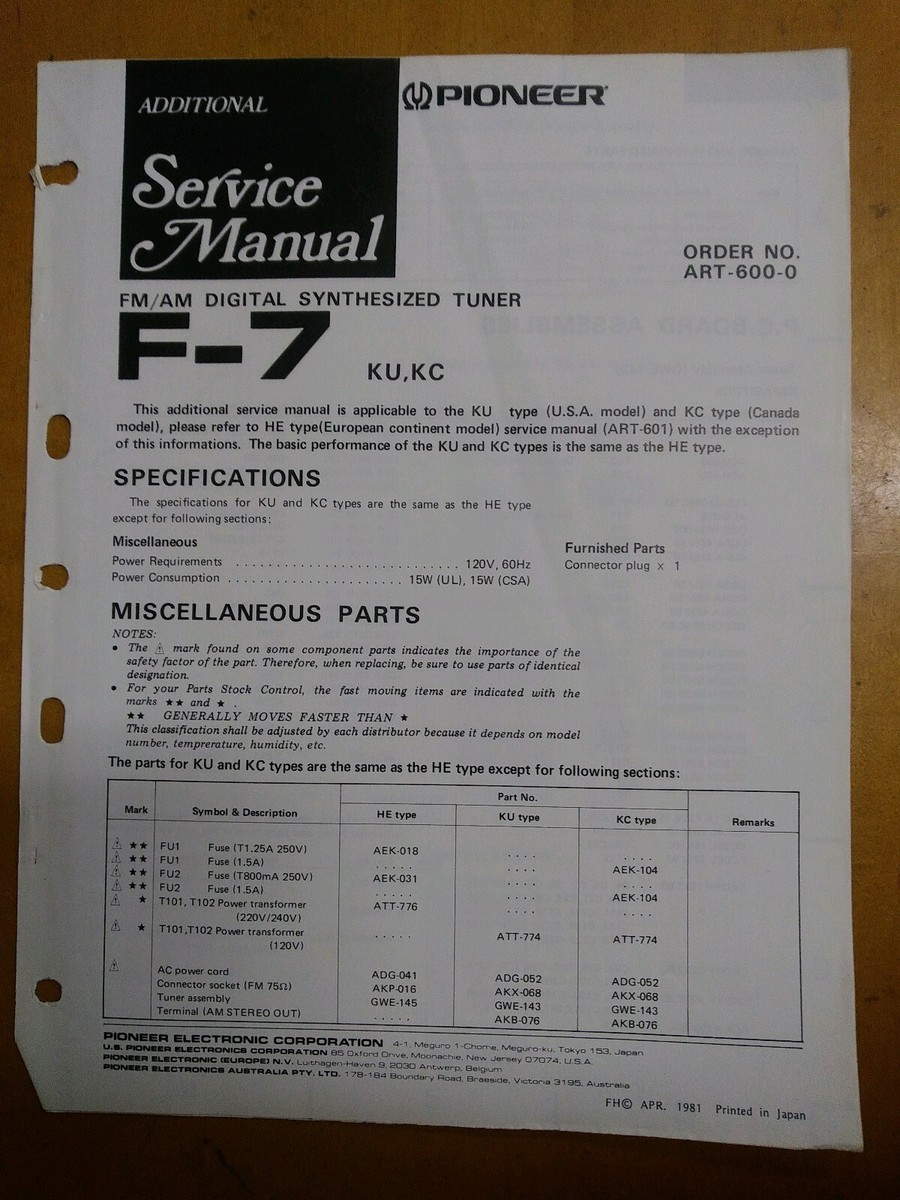 ADDITIONAL
Service
Manual
PIONEER
ORDER NO.
ART-600-0
FM/AM DIGITAL SYNTHESIZED TUNER
F-7
KU,KC
This additional service manual is applicable to the KU type (U.S.A. model) and KC type (Canada
model), please refer to HE type(European continent model) service manual (ART-601) with the exception
of this informations. The basic performance of the KU and KC types is the same as the HE type.
SPECIFICATIONS
The specifications for KU and KC types are the same as the HE type
except for following sections:
Miscellaneous
Power Requirements . . . . . . . . . . . . . . . . . . . . . . . . . . . . 120V, 60Hz
Power Consumption . . . . . . . . . . . . . . . . . . . . . . 15W (UL), 15W (CSA)
Furnished Parts
Connector plug x 1
MISCELLANEOUS PARTS
NOTES:
• The ⚠ mark found on some component parts indicates the importance of the
safety factor of the part. Therefore, when replacing, be sure to use parts of identical
designation.
• For your Parts Stock Control, the fast moving items are indicated with the
marks ★★ and ★ .
★★ GENERALLY MOVES FASTER THAN ★
This classification shall be adjusted by each distributor because it depends on model
number, temprerature, humidity, etc.
The parts for KU and KC types are the same as the HE type except for following sections:
Mark Symbol & Description Part No. Remarks
HE type KU type KC type
⚠ ★★ FU1 Fuse (T1.25A 250V) AEK-018 . . . . . . . .
⚠ ★★ FU1 Fuse (1.5A) . . . . . . . . . AEK-104
⚠ ★★ FU2 Fuse (T800mA 250V) AEK-031 . . . . . . . .
⚠ ★★ FU2 Fuse (1.5A) . . . . . . . . . AEK-104
⚠ ★ T101, T102 Power transformer ATT-776 . . . . . . . .
(220V/240V)
⚠ ★ T101,T102 Power transformer . . . . . ATT-774 ATT-774
(120V)
⚠ AC power cord ADG-041 ADG-052 ADG-052
Connector socket (FM 75Ω) AKP-016 AKX-068 AKX-068
Tuner assembly GWE-145 GWE-143 GWE-143
Terminal (AM STEREO OUT) . . . . . AKB-076 AKB-076
PIONEER ELECTRONIC CORPORATION 4-1, Meguro 1-Chome, Meguro-ku, Tokyo 153, Japan
U.S. PIONEER ELECTRONICS CORPORATION 85 Oxford Drive, Moonachie, New Jersey 07074, U.S.A.
PIONEER ELECTRONIC (EUROPE) N.V. Luithagen-Haven 9, 2030 Antwerp, Belgium
PIONEER ELECTRONICS AUSTRALIA PTY. LTD. 178-184 Boundary Road, Braeside, Victoria 3195, Australia
FH© APR. 1981 Printed in Japan